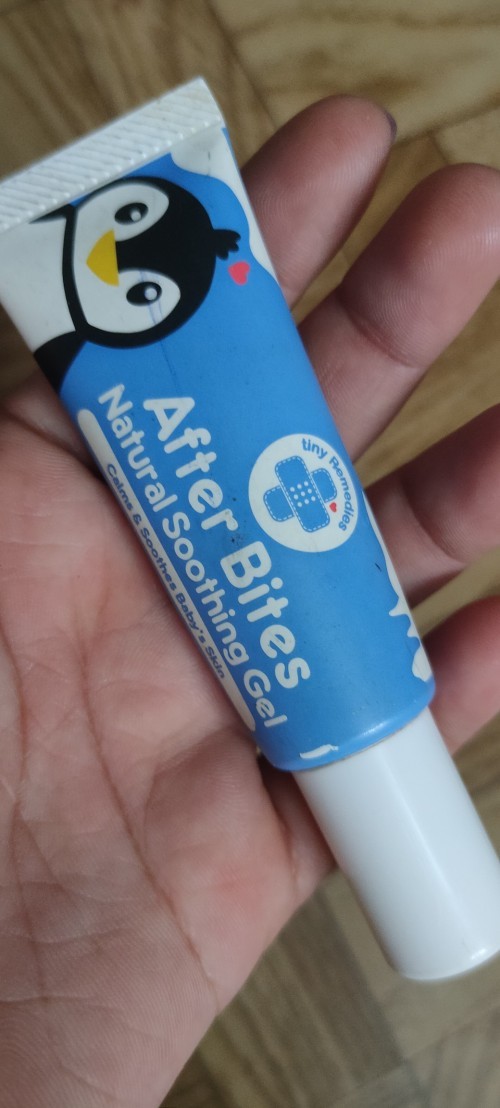 After Bites
Natural Soothing Gel
Calms & Soothes Baby's Skin
tiny Remedies